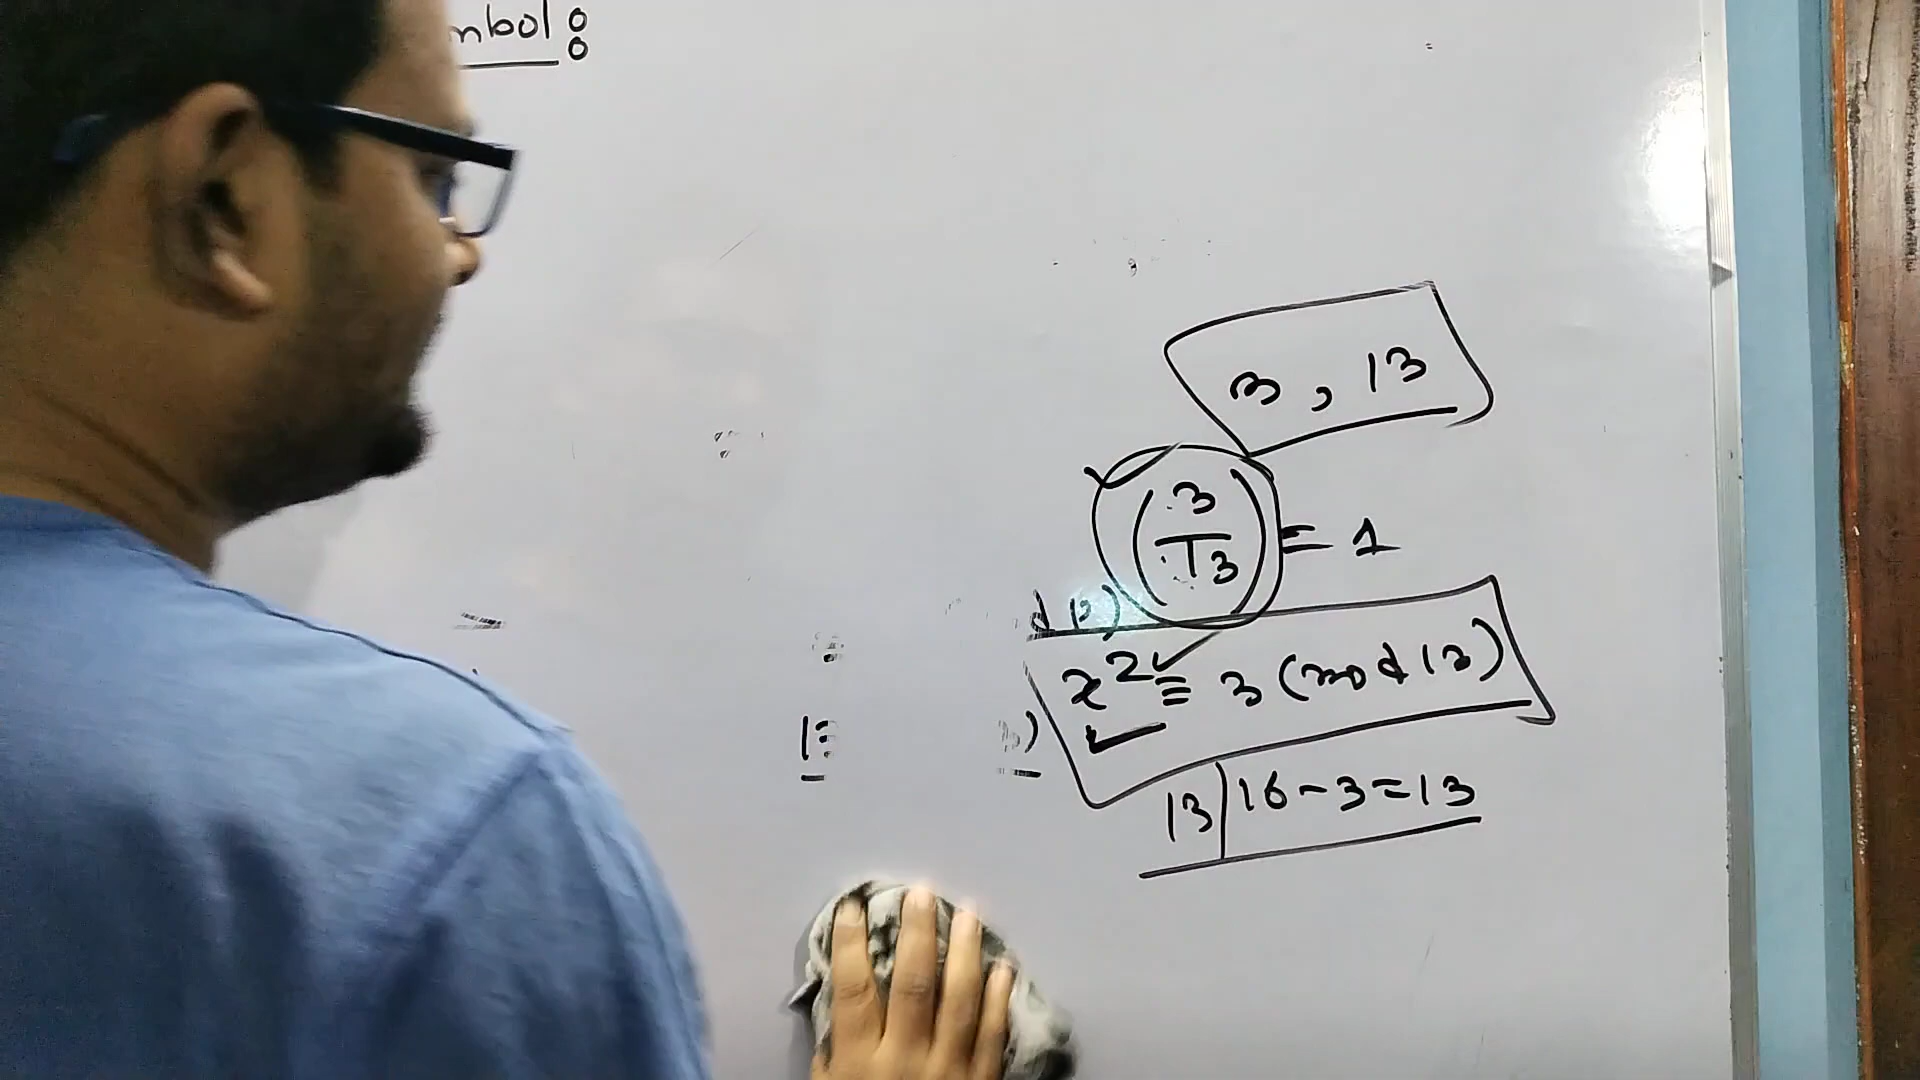 mbol:
3, 13
(3/13) = 1
d p)
x² ≡ 3 (mod 13)
13 | 16 - 3 = 13